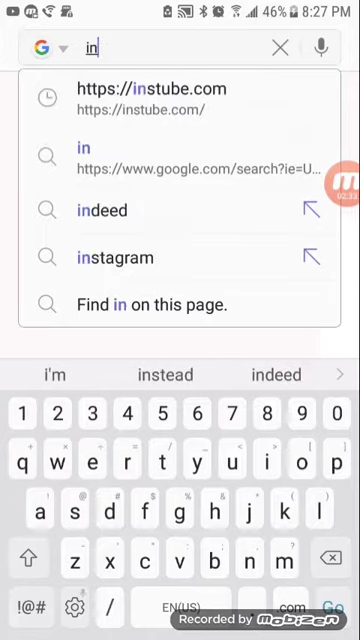 46% 8:27 PM
in
https://instube.com
https://instube.com/
in
https://www.google.com/search?ie=U...
indeed
instagram
Find in on this page.
02:33
i'm instead indeed
1 2 3 4 5 6 7 8 9 0
q w e r t y u i o p
a s d f g h j k l
z x c v b n m
!@# / EN(US) . .com Go
Recorded by MOBIZEN